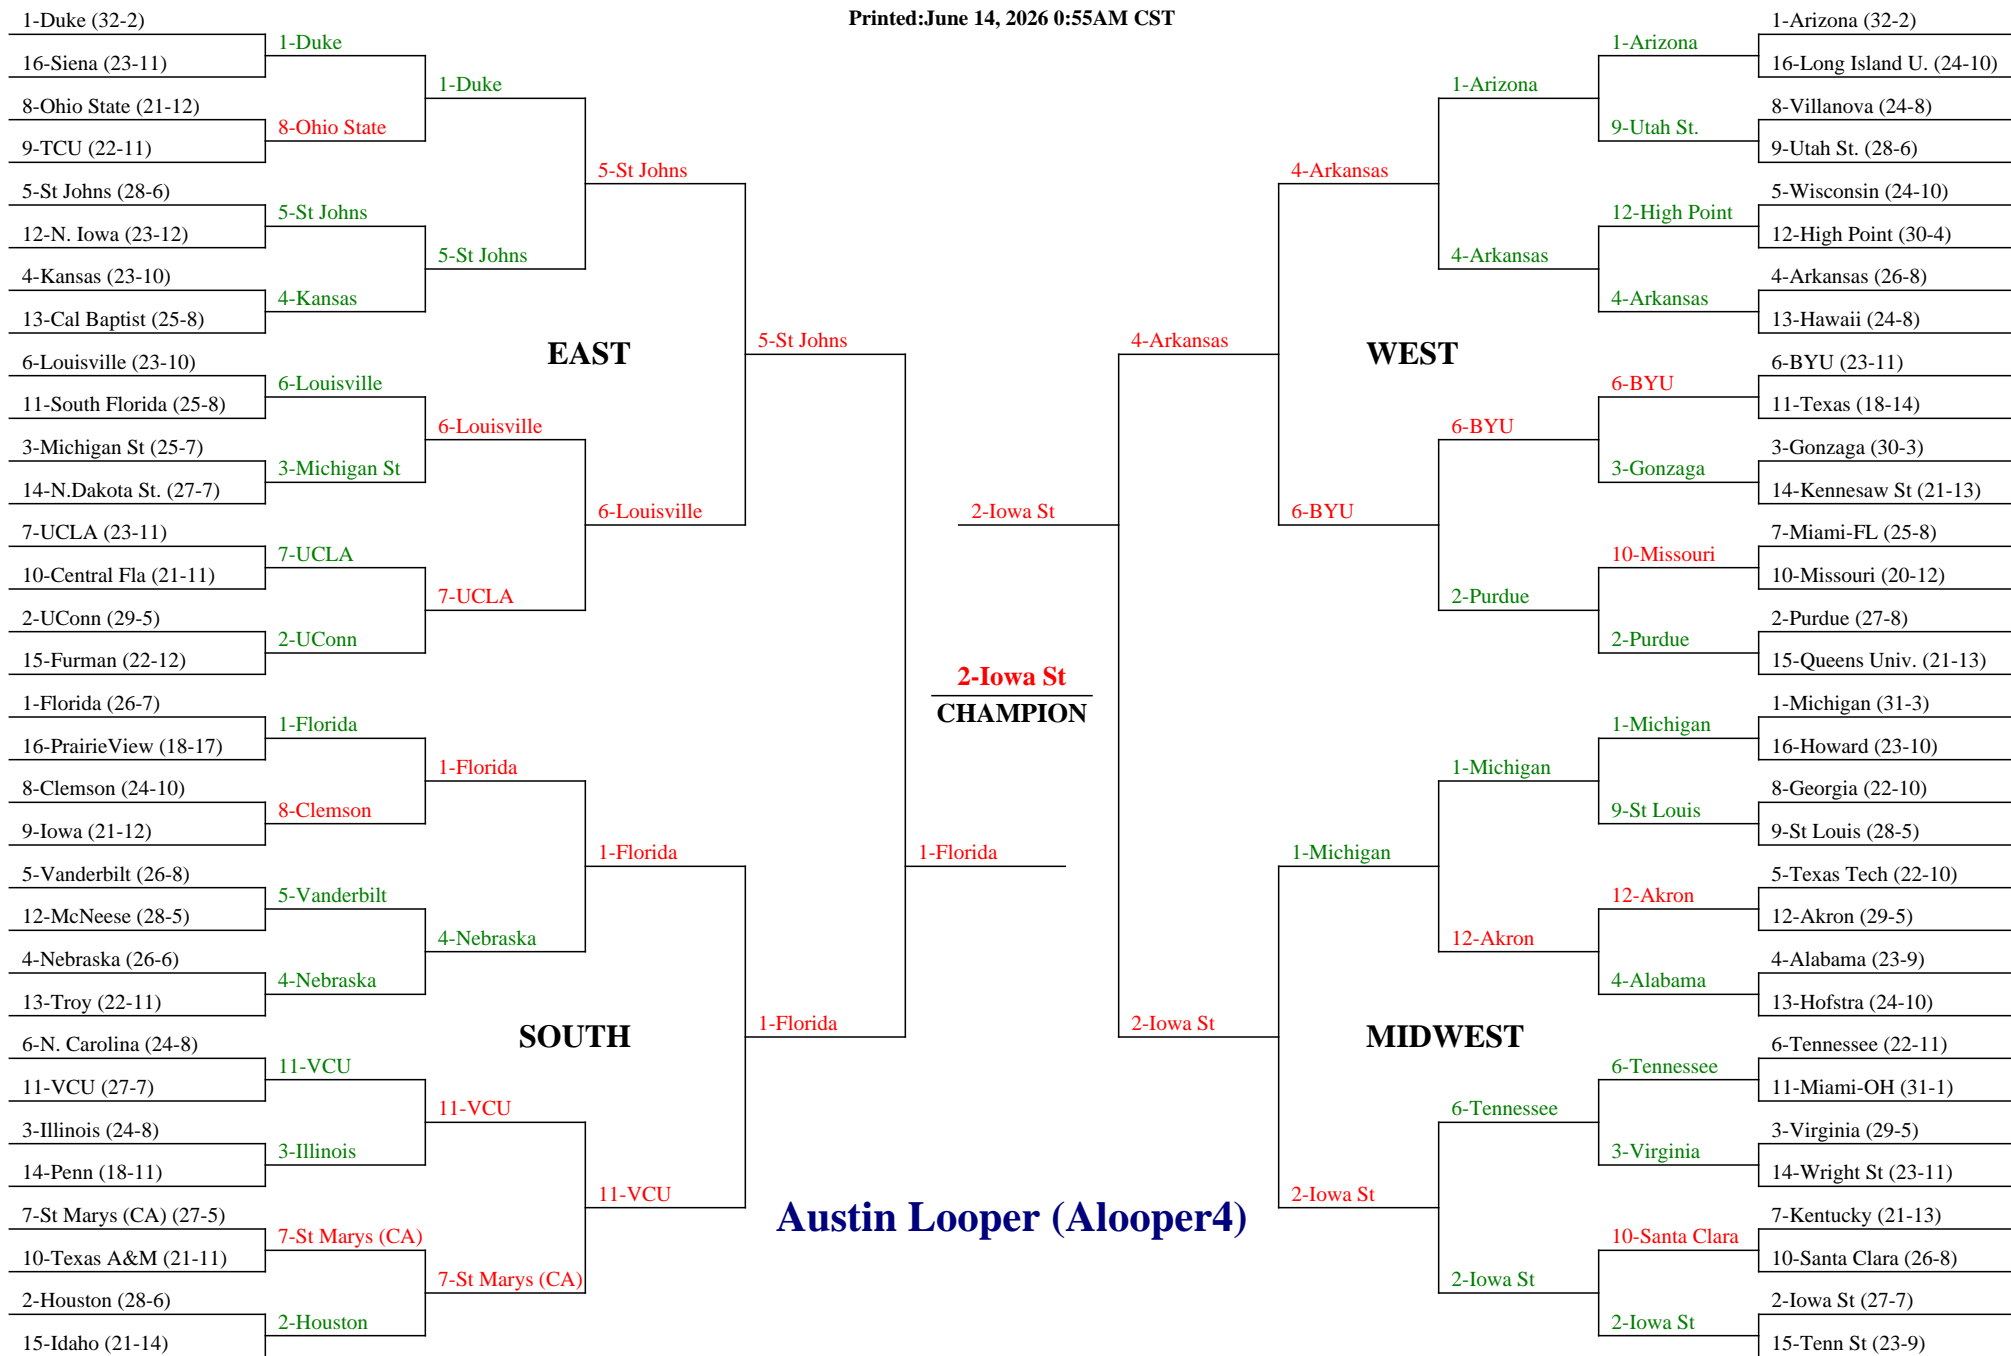 Printed:June 14, 2026 0:55AM CST
1-Duke (32-2)
16-Siena (23-11)
8-Ohio State (21-12)
9-TCU (22-11)
5-St Johns (28-6)
12-N. Iowa (23-12)
4-Kansas (23-10)
13-Cal Baptist (25-8)
6-Louisville (23-10)
11-South Florida (25-8)
3-Michigan St (25-7)
14-N.Dakota St. (27-7)
7-UCLA (23-11)
10-Central Fla (21-11)
2-UConn (29-5)
15-Furman (22-12)
1-Florida (26-7)
16-PrairieView (18-17)
8-Clemson (24-10)
9-Iowa (21-12)
5-Vanderbilt (26-8)
12-McNeese (28-5)
4-Nebraska (26-6)
13-Troy (22-11)
6-N. Carolina (24-8)
11-VCU (27-7)
3-Illinois (24-8)
14-Penn (18-11)
7-St Marys (CA) (27-5)
10-Texas A&M (21-11)
2-Houston (28-6)
15-Idaho (21-14)
1-Duke
8-Ohio State
5-St Johns
4-Kansas
6-Louisville
3-Michigan St
7-UCLA
2-UConn
1-Florida
8-Clemson
5-Vanderbilt
4-Nebraska
11-VCU
3-Illinois
7-St Marys (CA)
2-Houston
1-Duke
5-St Johns
6-Louisville
7-UCLA
1-Florida
4-Nebraska
11-VCU
7-St Marys (CA)
5-St Johns
EAST
6-Louisville
1-Florida
SOUTH
11-VCU
5-St Johns
1-Florida
1-Florida
2-Iowa St
2-Iowa St
CHAMPION
Austin Looper (Alooper4)
4-Arkansas
2-Iowa St
4-Arkansas
WEST
6-BYU
1-Michigan
MIDWEST
2-Iowa St
1-Arizona
4-Arkansas
6-BYU
2-Purdue
1-Michigan
12-Akron
6-Tennessee
2-Iowa St
1-Arizona
9-Utah St.
12-High Point
4-Arkansas
6-BYU
3-Gonzaga
10-Missouri
2-Purdue
1-Michigan
9-St Louis
12-Akron
4-Alabama
6-Tennessee
3-Virginia
10-Santa Clara
2-Iowa St
1-Arizona (32-2)
16-Long Island U. (24-10)
8-Villanova (24-8)
9-Utah St. (28-6)
5-Wisconsin (24-10)
12-High Point (30-4)
4-Arkansas (26-8)
13-Hawaii (24-8)
6-BYU (23-11)
11-Texas (18-14)
3-Gonzaga (30-3)
14-Kennesaw St (21-13)
7-Miami-FL (25-8)
10-Missouri (20-12)
2-Purdue (27-8)
15-Queens Univ. (21-13)
1-Michigan (31-3)
16-Howard (23-10)
8-Georgia (22-10)
9-St Louis (28-5)
5-Texas Tech (22-10)
12-Akron (29-5)
4-Alabama (23-9)
13-Hofstra (24-10)
6-Tennessee (22-11)
11-Miami-OH (31-1)
3-Virginia (29-5)
14-Wright St (23-11)
7-Kentucky (21-13)
10-Santa Clara (26-8)
2-Iowa St (27-7)
15-Tenn St (23-9)